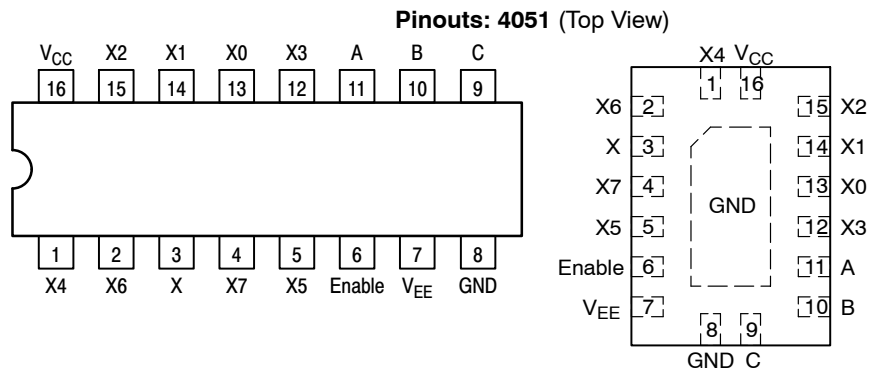 Pinouts: 4051 (Top View)
VCC X2 X1 X0 X3 A B C
16 15 14 13 12 11 10 9
1 2 3 4 5 6 7 8
X4 X6 X X7 X5 Enable VEE GND
X4 VCC
1 16
X6 2 15 X2
X 3 14 X1
X7 4 13 X0
GND
X5 5 12 X3
Enable 6 11 A
VEE 7 10 B
8 9
GND C